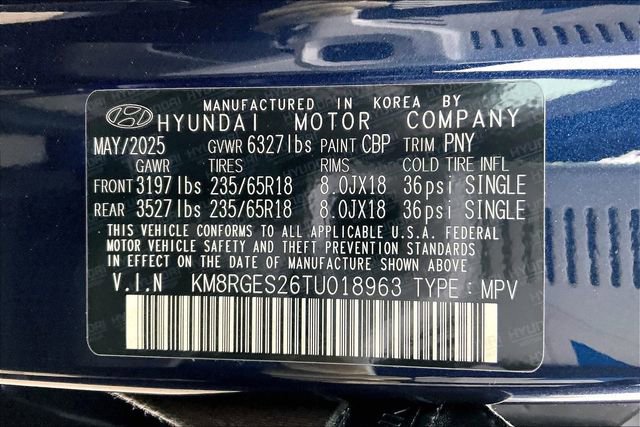 MANUFACTURED IN KOREA BY
HYUNDAI MOTOR COMPANY
MAY/2025 GVWR 6327lbs PAINT CBP TRIM PNY
GAWR TIRES RIMS COLD TIRE INFL
FRONT 3197lbs 235/65R18 8.0JX18 36psi SINGLE
REAR 3527lbs 235/65R18 8.0JX18 36psi SINGLE
THIS VEHICLE CONFORMS TO ALL APPLICABLE U.S.A. FEDERAL
MOTOR VEHICLE SAFETY AND THEFT PREVENTION STANDARDS
IN EFFECT ON THE DATE OF MANUFACTURE SHOWN ABOVE
V.I.N KM8RGES26TU018963 TYPE : MPV